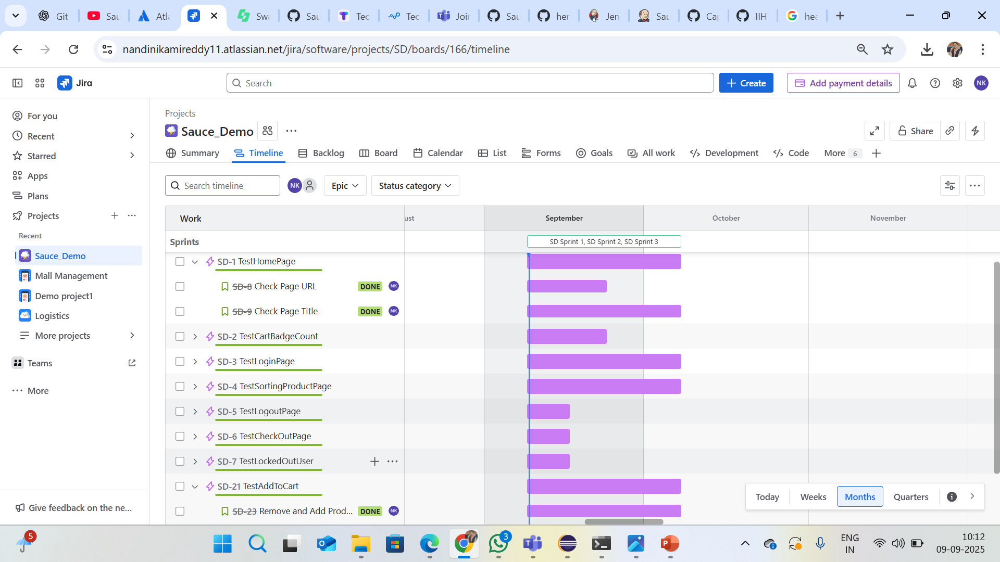 Git
Sau
Atla
Swa
Sau
Tec
Tec
Join
Sau
her
Jen
Sau
Cap
IIHT
hea
nandinikamireddy11.atlassian.net/jira/software/projects/SD/boards/166/timeline
Jira
Search
Create
Add payment details
NK
For you
Recent
Starred
Apps
Plans
Projects
Recent
Sauce_Demo
Mall Management
Demo project1
Logistics
More projects
Teams
More
Give feedback on the ne...
Projects
Sauce_Demo
Share
Summary
Timeline
Backlog
Board
Calendar
List
Forms
Goals
All work
Development
Code
More 6
Search timeline
NK
Epic
Status category
Work
ust
September
October
November
Sprints
SD Sprint 1, SD Sprint 2, SD Sprint 3
SD-1 TestHomePage
SD-8 Check Page URL DONE NK
SD-9 Check Page Title DONE NK
SD-2 TestCartBadgeCount
SD-3 TestLoginPage
SD-4 TestSortingProductPage
SD-5 TestLogoutPage
SD-6 TestCheckOutPage
SD-7 TestLockedOutUser
SD-21 TestAddToCart
SD-23 Remove and Add Prod... DONE NK
Today
Weeks
Months
Quarters
5
3
ENG
IN
10:12
09-09-2025